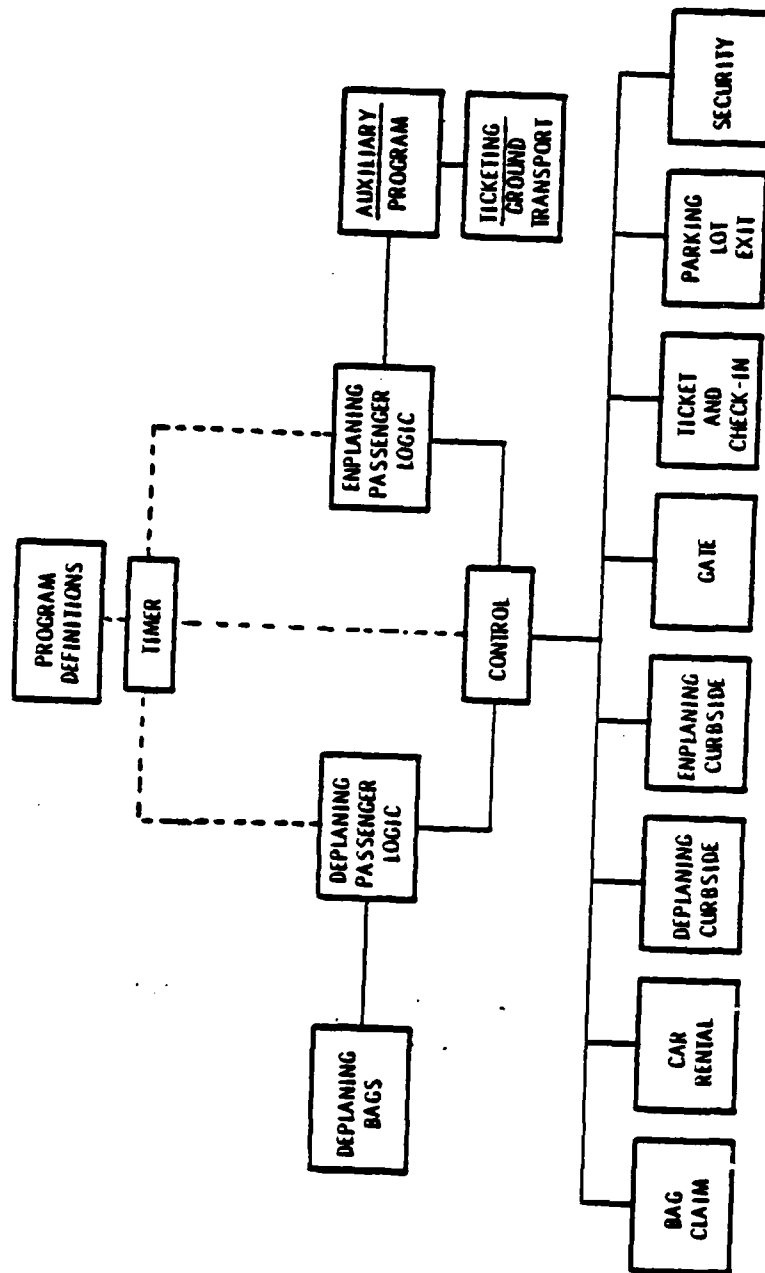 PROGRAM
DEFINITIONS
TIMER
DEPLANING
BAGS
DEPLANING
PASSENGER
LOGIC
ENPLANING
PASSENGER
LOGIC
AUXILIARY
PROGRAM
TICKETING
GROUND
TRANSPORT
CONTROL
BAG
CLAIM
CAR
RENTAL
DEPLANING
CURBSIDE
ENPLANING
CURBSIDE
GATE
TICKET
AND
CHECK-IN
PARKING
LOT
EXIT
SECURITY